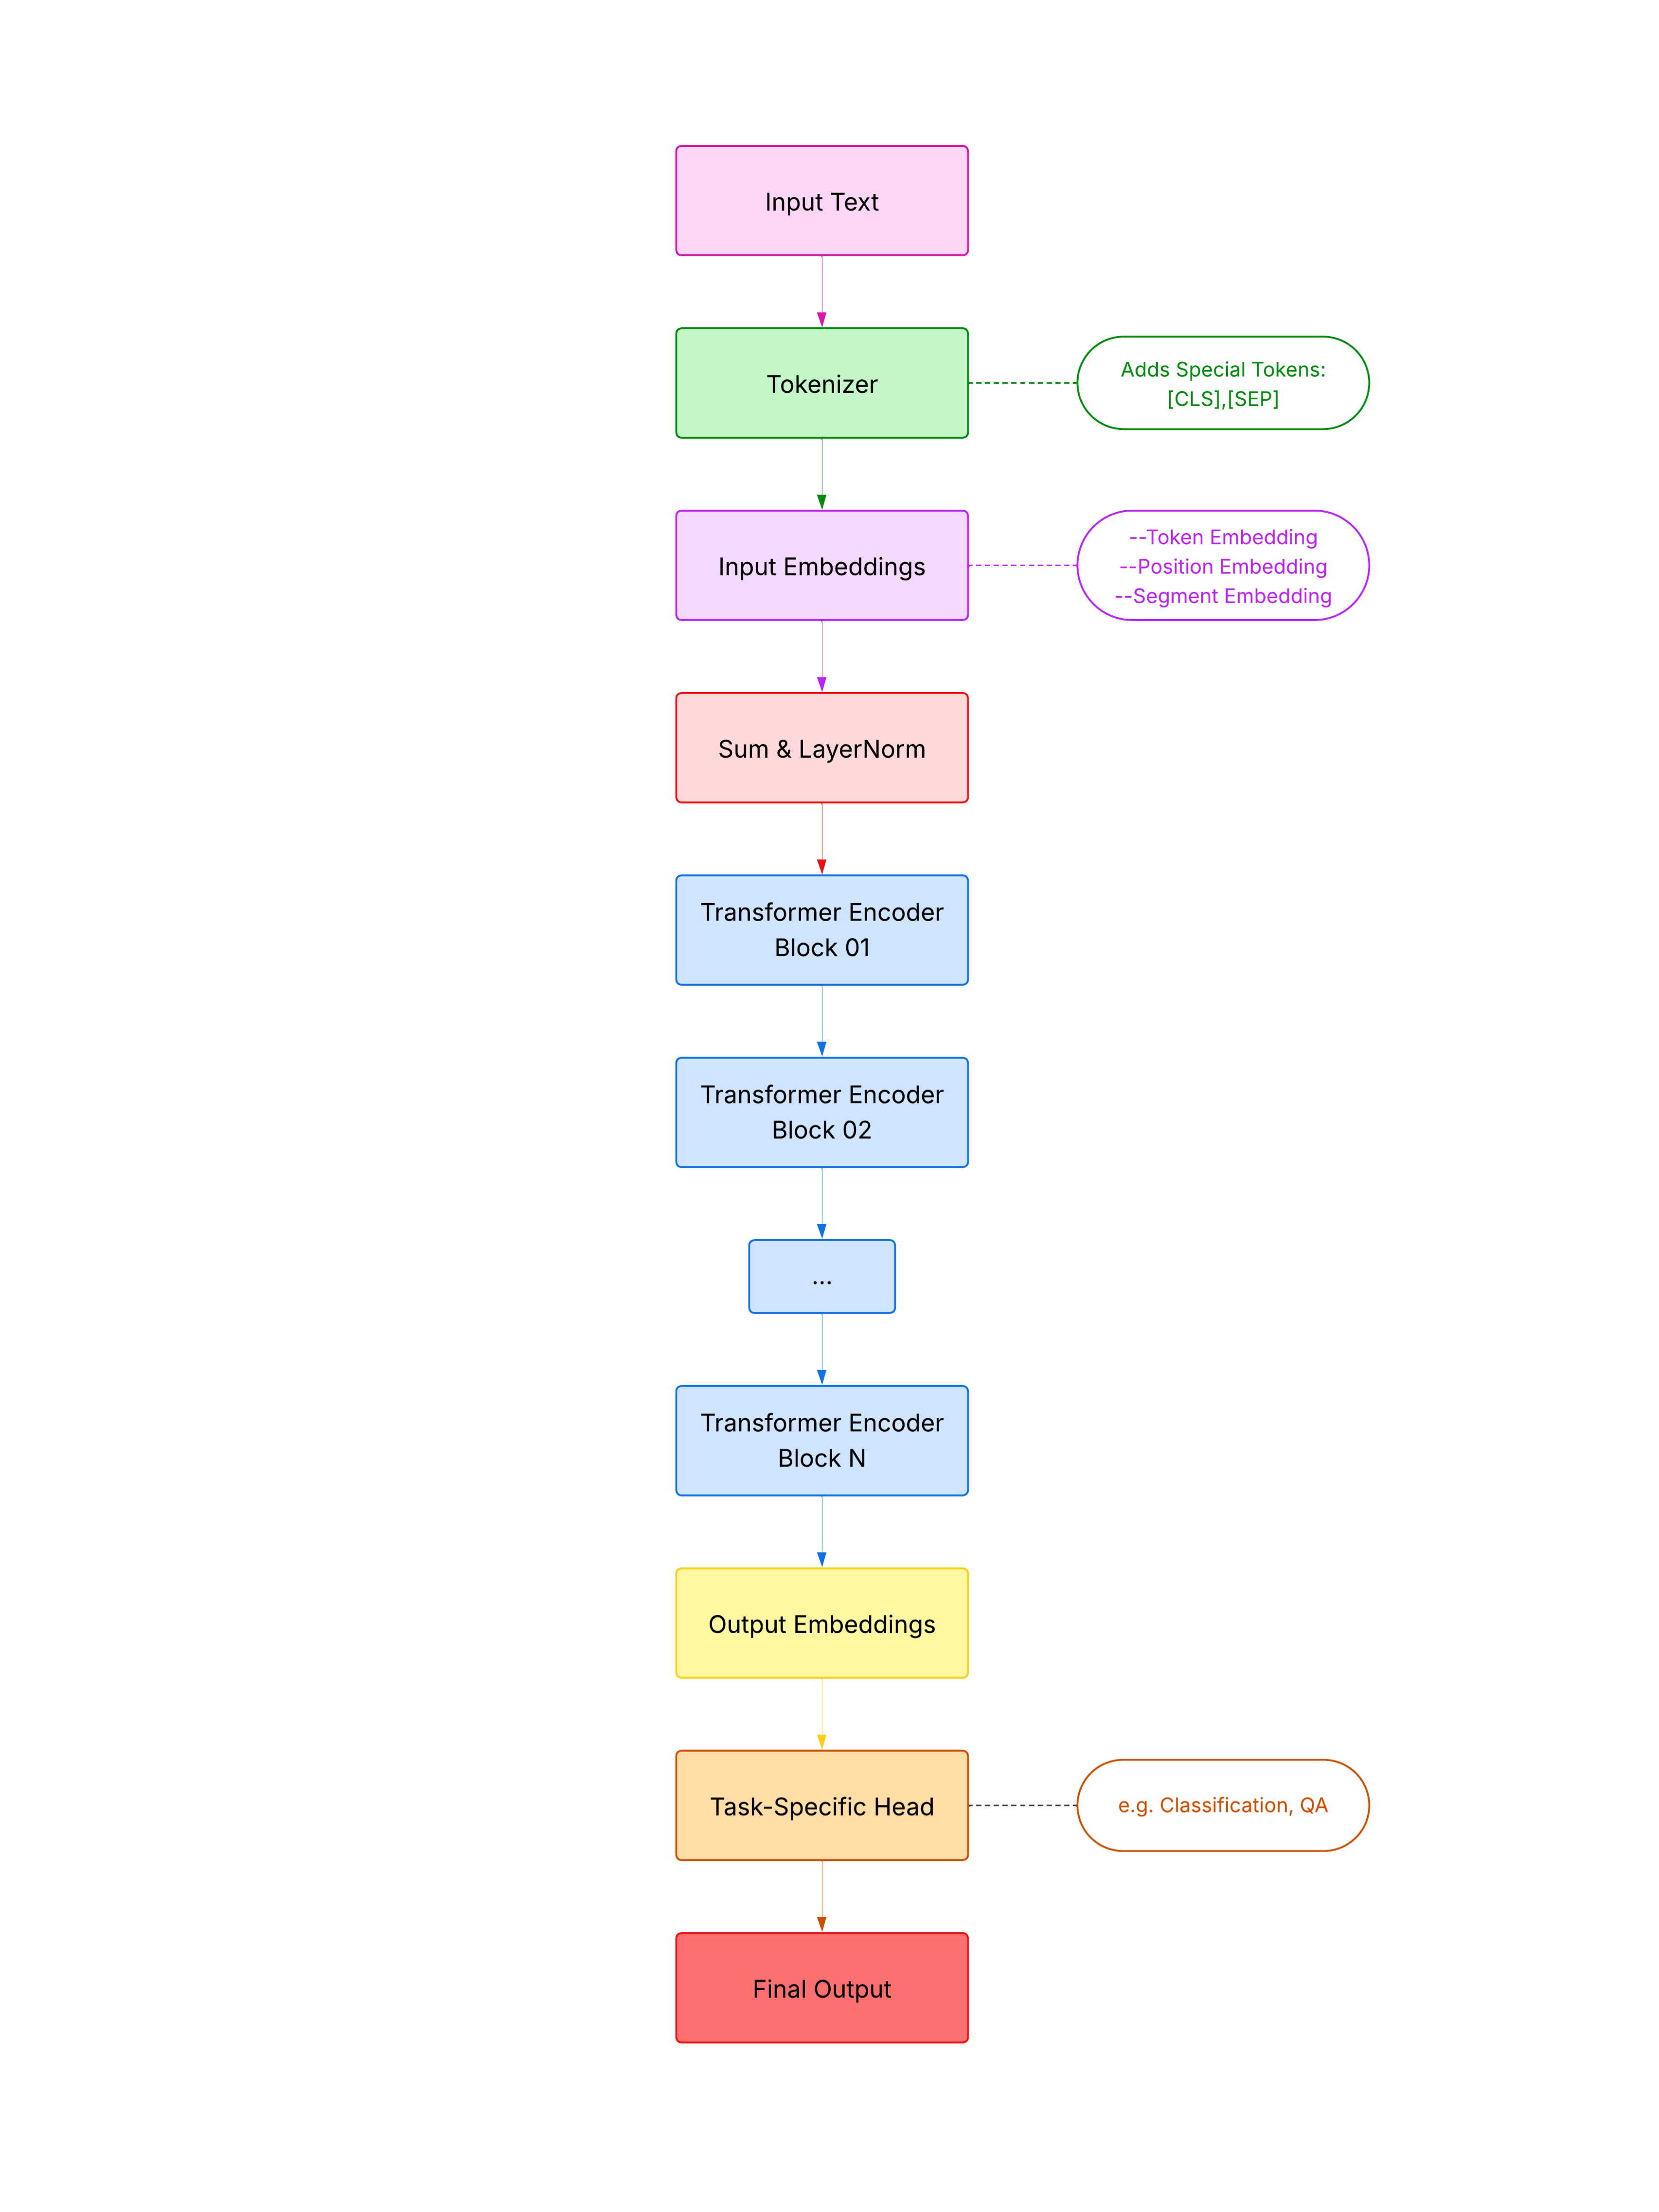 Input Text
Tokenizer
Adds Special Tokens:
[CLS],[SEP]
Input Embeddings
--Token Embedding
--Position Embedding
--Segment Embedding
Sum & LayerNorm
Transformer Encoder
Block 01
Transformer Encoder
Block 02
...
Transformer Encoder
Block N
Output Embeddings
Task-Specific Head
e.g. Classification, QA
Final Output